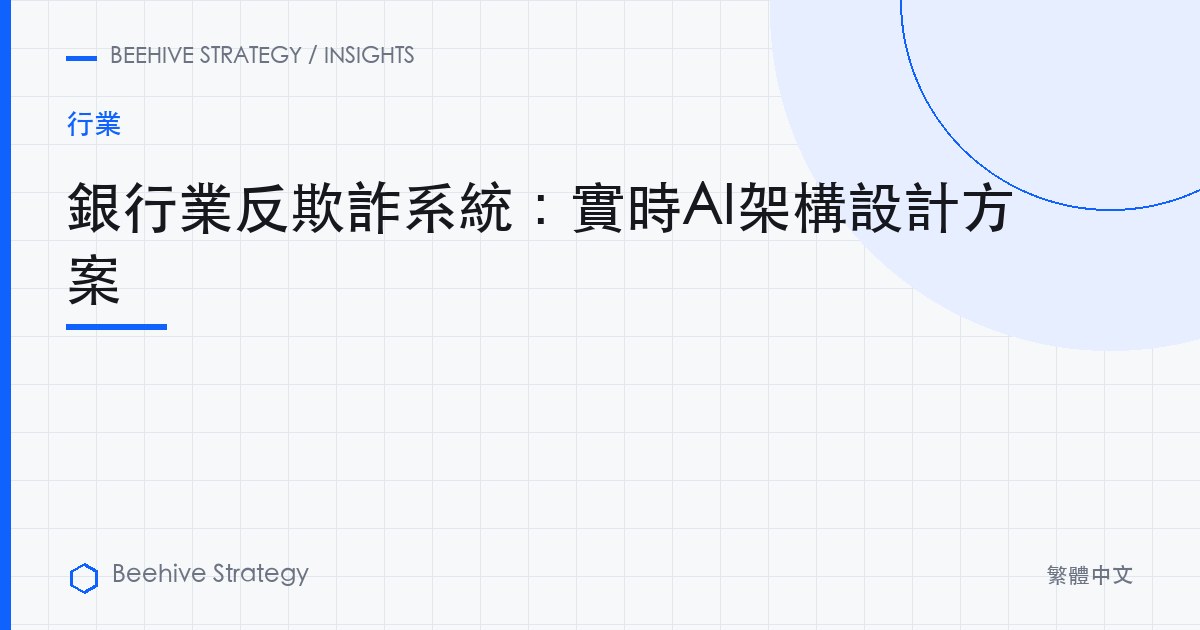 BEEHIVE STRATEGY / INSIGHTS
行業
銀行業反欺詐系統：實時AI架構設計方
案
Beehive Strategy
繁體中文